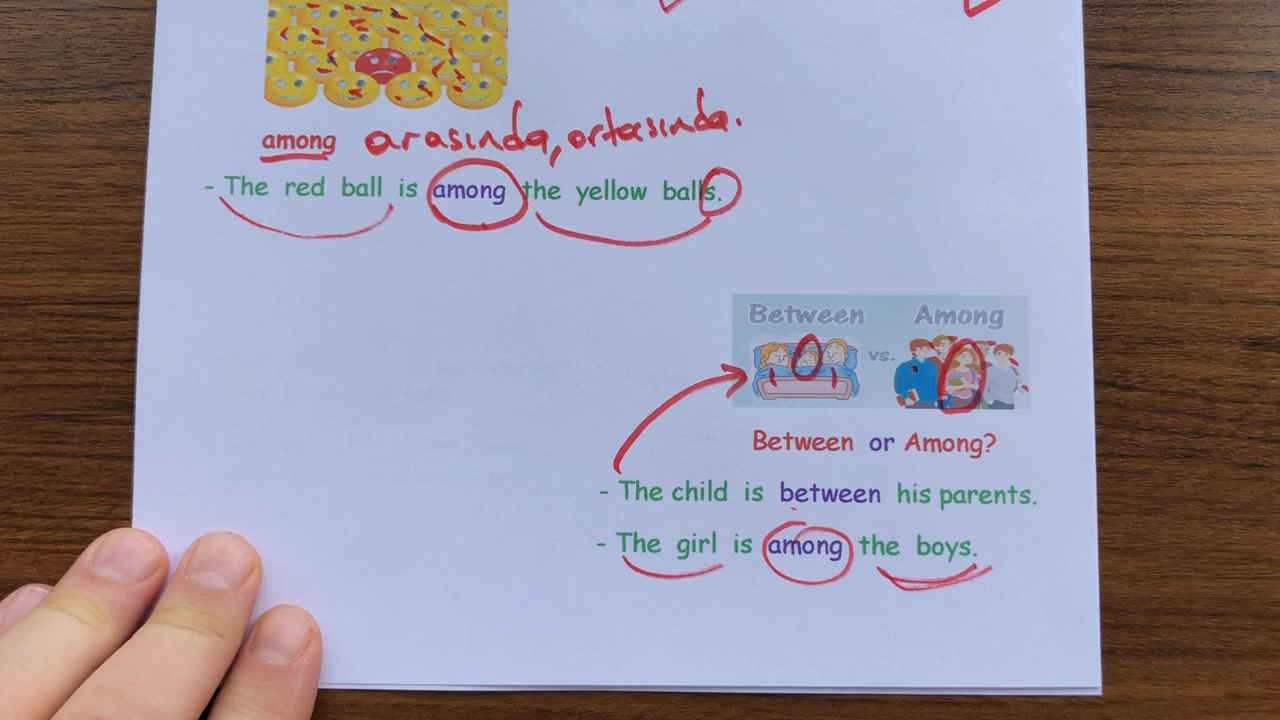 among arasında, ortasında.
- The red ball is among the yellow balls.
Between vs. Among
Between or Among?
- The child is between his parents.
- The girl is among the boys.